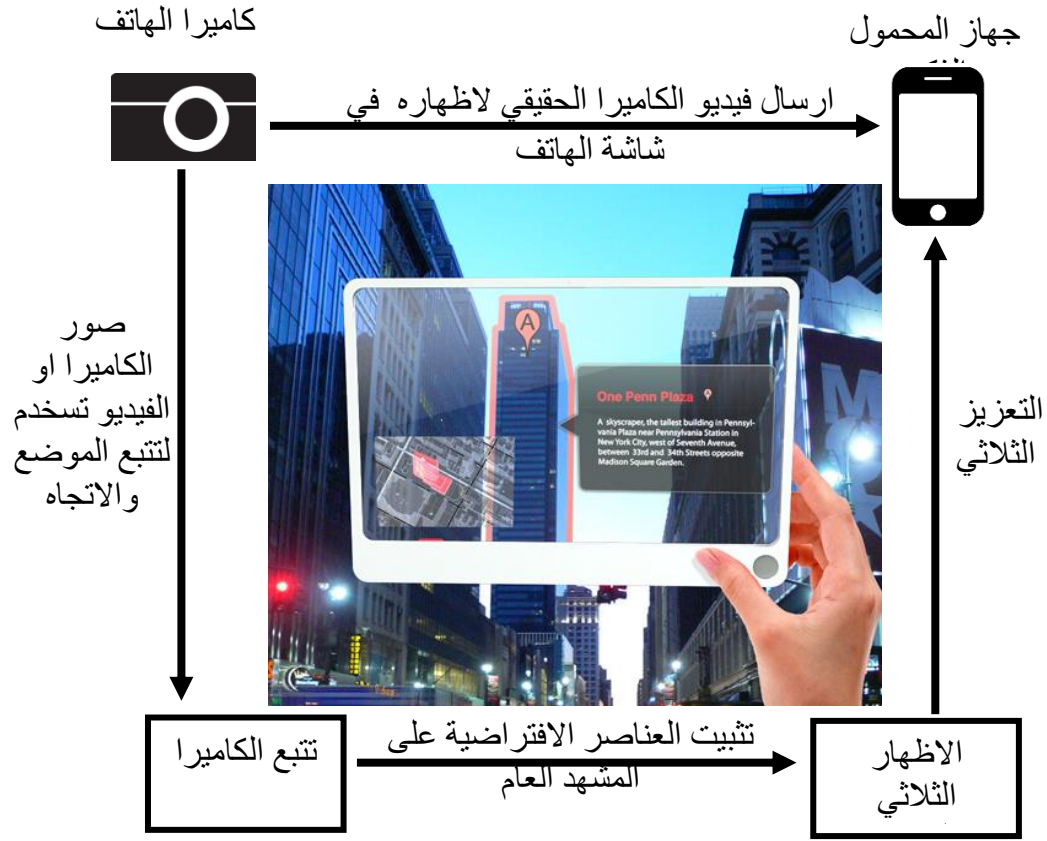 كاميرا الهاتف
جهاز المحمول
ارسال فيديو الكاميرا الحقيقي لاظهاره في
شاشة الهاتف
صور
الكاميرا او
الفيديو تسخدم
لتتبع الموضع
والاتجاه
A
One Penn Plaza
A skyscraper, the tallest building in Pennsyl-
vania Plaza near Pennsylvania Station in
New York City, west of Seventh Avenue,
between 33rd and 34th Streets opposite
Madison Square Garden.
التعزيز
الثلاثي
تتبع الكاميرا
تثبيت العناصر الافتراضية على
المشهد العام
الاظهار
الثلاثي